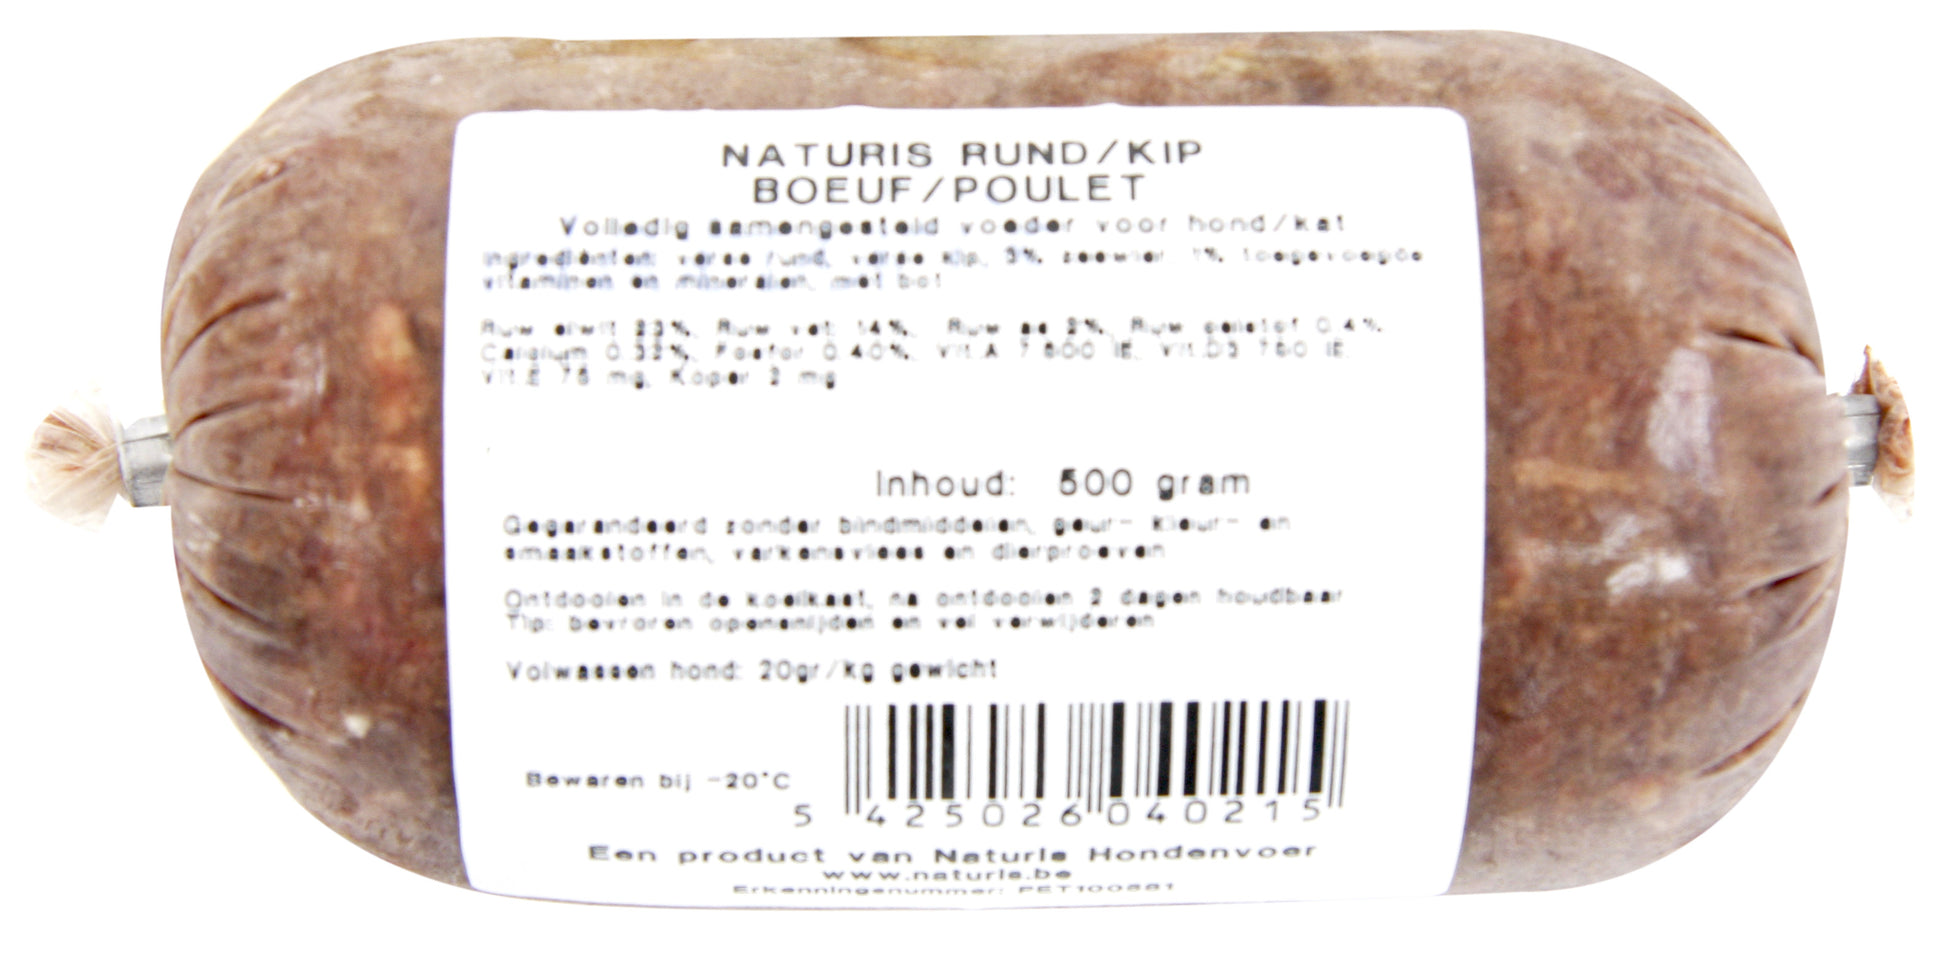 NATURIS RUND/KIP
BOEUF/POULET
Volledig samengesteld voeder voor hond/kat
Ingrediënten: verse rund, verse kip, 3% zeewier 1% toegevoegde
vitaminen en mineralen, met bot
Ruw eiwit 23%, Ruw vet 14%, Ruw as 2%, Ruw celstof 0.4%,
Calcium 0.32%, Fosfor 0.40%, Vit.A IE, Vit.D3 IE
Vit.E mg, Koper 2 mg
Inhoud: 500 gram
Gegarandeerd zonder bindmiddelen, geur- kleur- en
smaakstoffen, varkensvlees en dierproeven
Ontdooien in de koelkast, na ontdooien 2 dagen houdbaar
Tip: bevroren opensnijden en vel verwijderen
Volwassen hond: 20gr/kg gewicht
Bewaren bij -20°C
5 425026 040215
Een product van Naturis Hondenvoer
www.naturis.be
Erkenningsnummer: